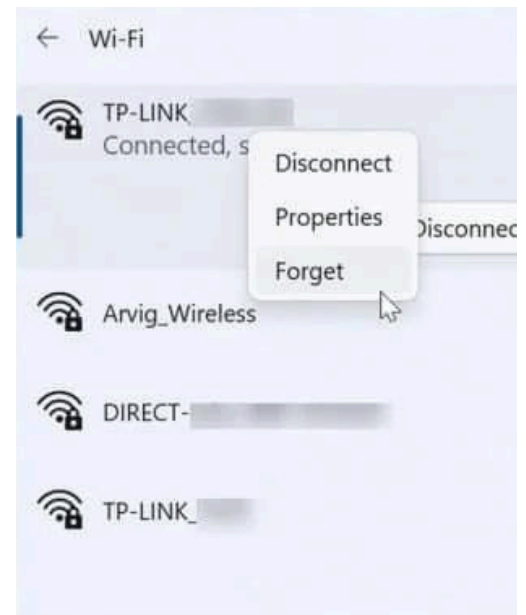 Wi-Fi
TP-LINK
Connected, s
Disconnect
Properties
Disconnec
Forget
Arvig_Wireless
DIRECT-
TP-LINK_